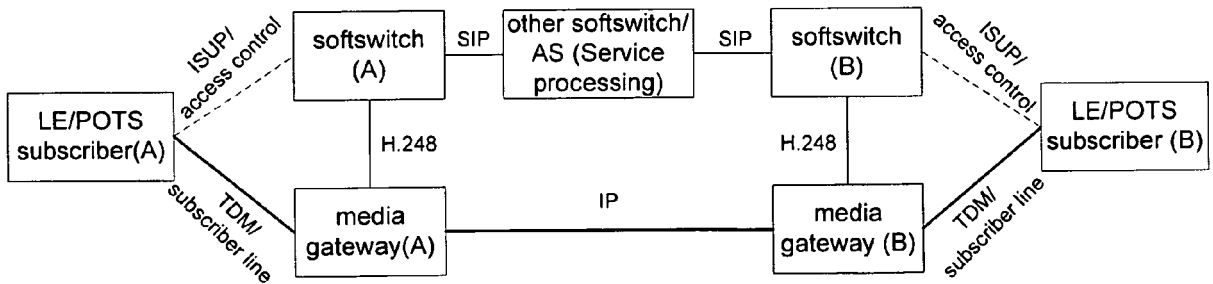 softswitch
(A)
SIP
other softswitch/
AS (Service
processing)
SIP
softswitch
(B)
ISUP/
access control
ISUP/
access control
LE/POTS
subscriber(A)
LE/POTS
subscriber (B)
H.248
H.248
TDM/
subscriber line
media
gateway(A)
IP
media
gateway (B)
TDM/
subscriber line